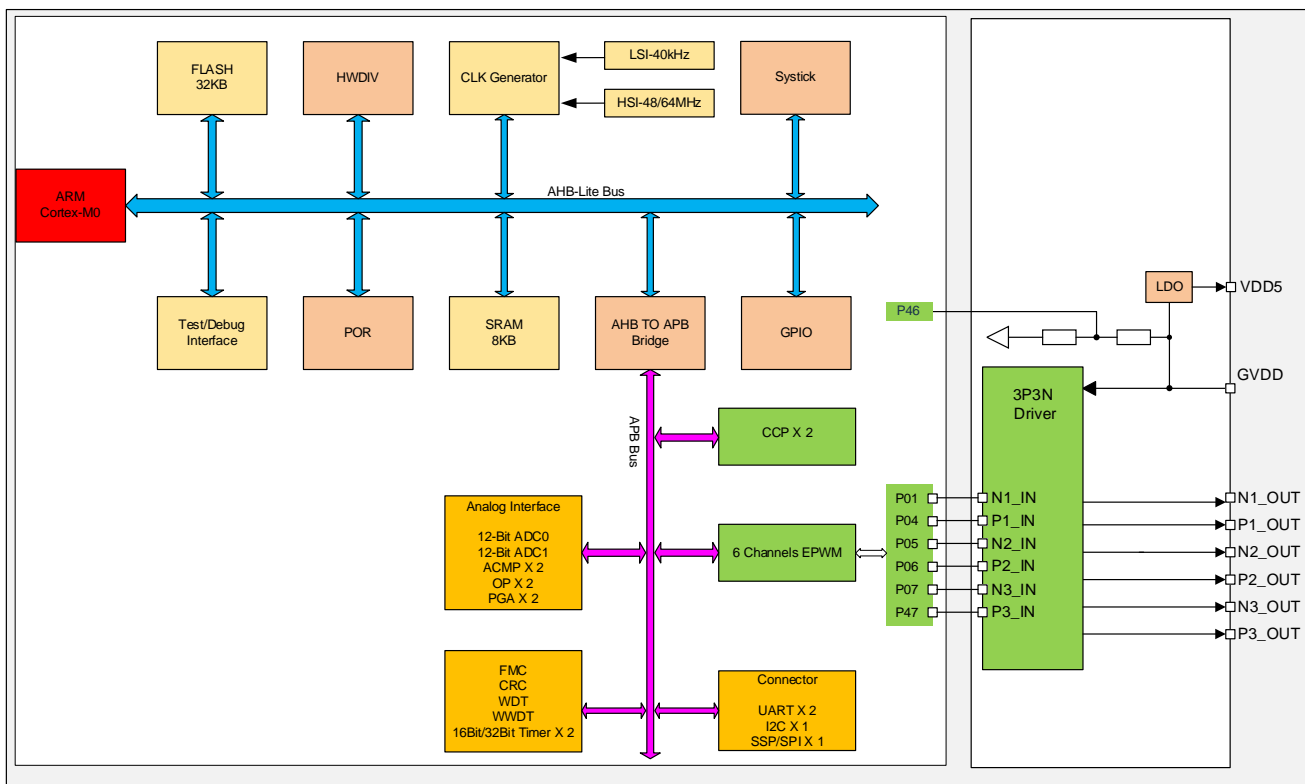 FLASH
32KB
HWDIV
CLK Generator
LSI-40kHz
HSI-48/64MHz
Systick
ARM
Cortex-M0
AHB-Lite Bus
Test/Debug
Interface
POR
SRAM
8KB
AHB TO APB
Bridge
GPIO
P46
LDO
VDD5
GVDD
3P3N
Driver
APB Bus
CCP X 2
Analog Interface
12-Bit ADC0
12-Bit ADC1
ACMP X 2
OP X 2
PGA X 2
6 Channels EPWM
P01
P04
P05
P06
P07
P47
N1_IN
P1_IN
N2_IN
P2_IN
N3_IN
P3_IN
N1_OUT
P1_OUT
N2_OUT
P2_OUT
N3_OUT
P3_OUT
FMC
CRC
WDT
WWDT
16Bit/32Bit Timer X 2
Connector
UART X 2
I2C X 1
SSP/SPI X 1